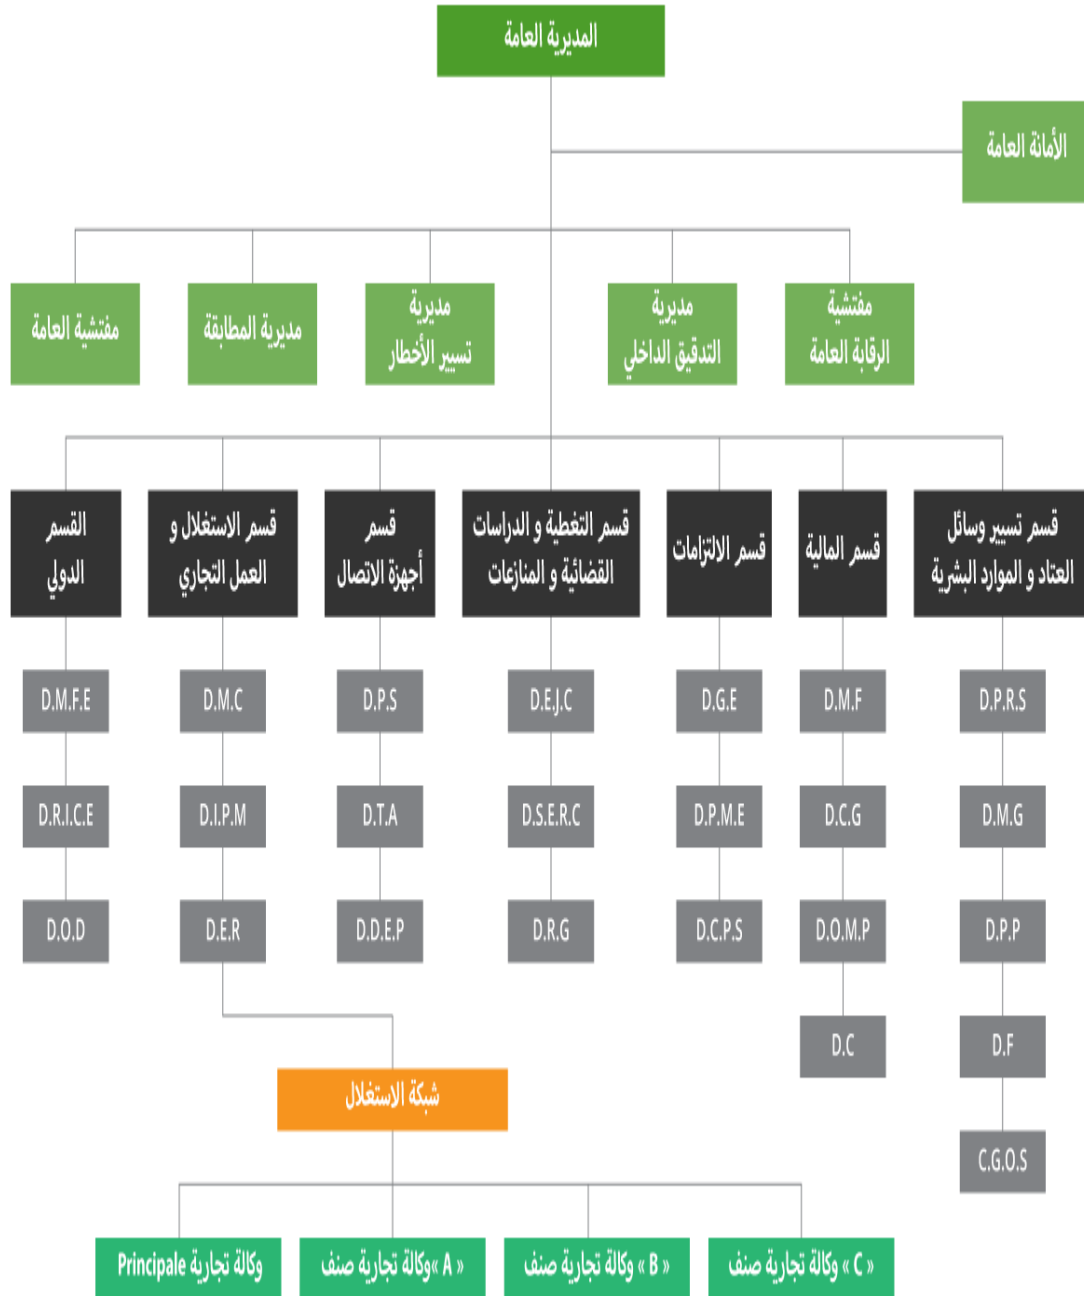 المديرية العامة
الأمانة العامة
مفتشية
الرقابة العامة
مديرية
التدقيق الداخلي
مديرية
تسيير الأخطار
مديرية المطابقة
مفتشية العامة
قسم تسيير وسائل
العتاد و الموارد البشرية
قسم المالية
قسم الالتزامات
قسم التغطية و الدراسات
القضائية و المنازعات
قسم
أجهزة الاتصال
قسم الاستغلال و
العمل التجاري
القسم
الدولي
D.P.R.S
D.M.F
D.G.E
D.E.J.C
D.P.S
D.M.C
D.M.F.E
D.M.G
D.C.G
D.P.M.E
D.S.E.R.C
D.T.A
D.I.P.M
D.R.I.C.E
D.P.P
D.O.M.P
D.C.P.S
D.R.G
D.D.E.P
D.E.R
D.O.D
D.F
D.C
C.G.O.S
شبكة الاستغلال
وكالة تجارية صنف « C »
وكالة تجارية صنف « B »
وكالة تجارية صنف« A »
وكالة تجارية Principale